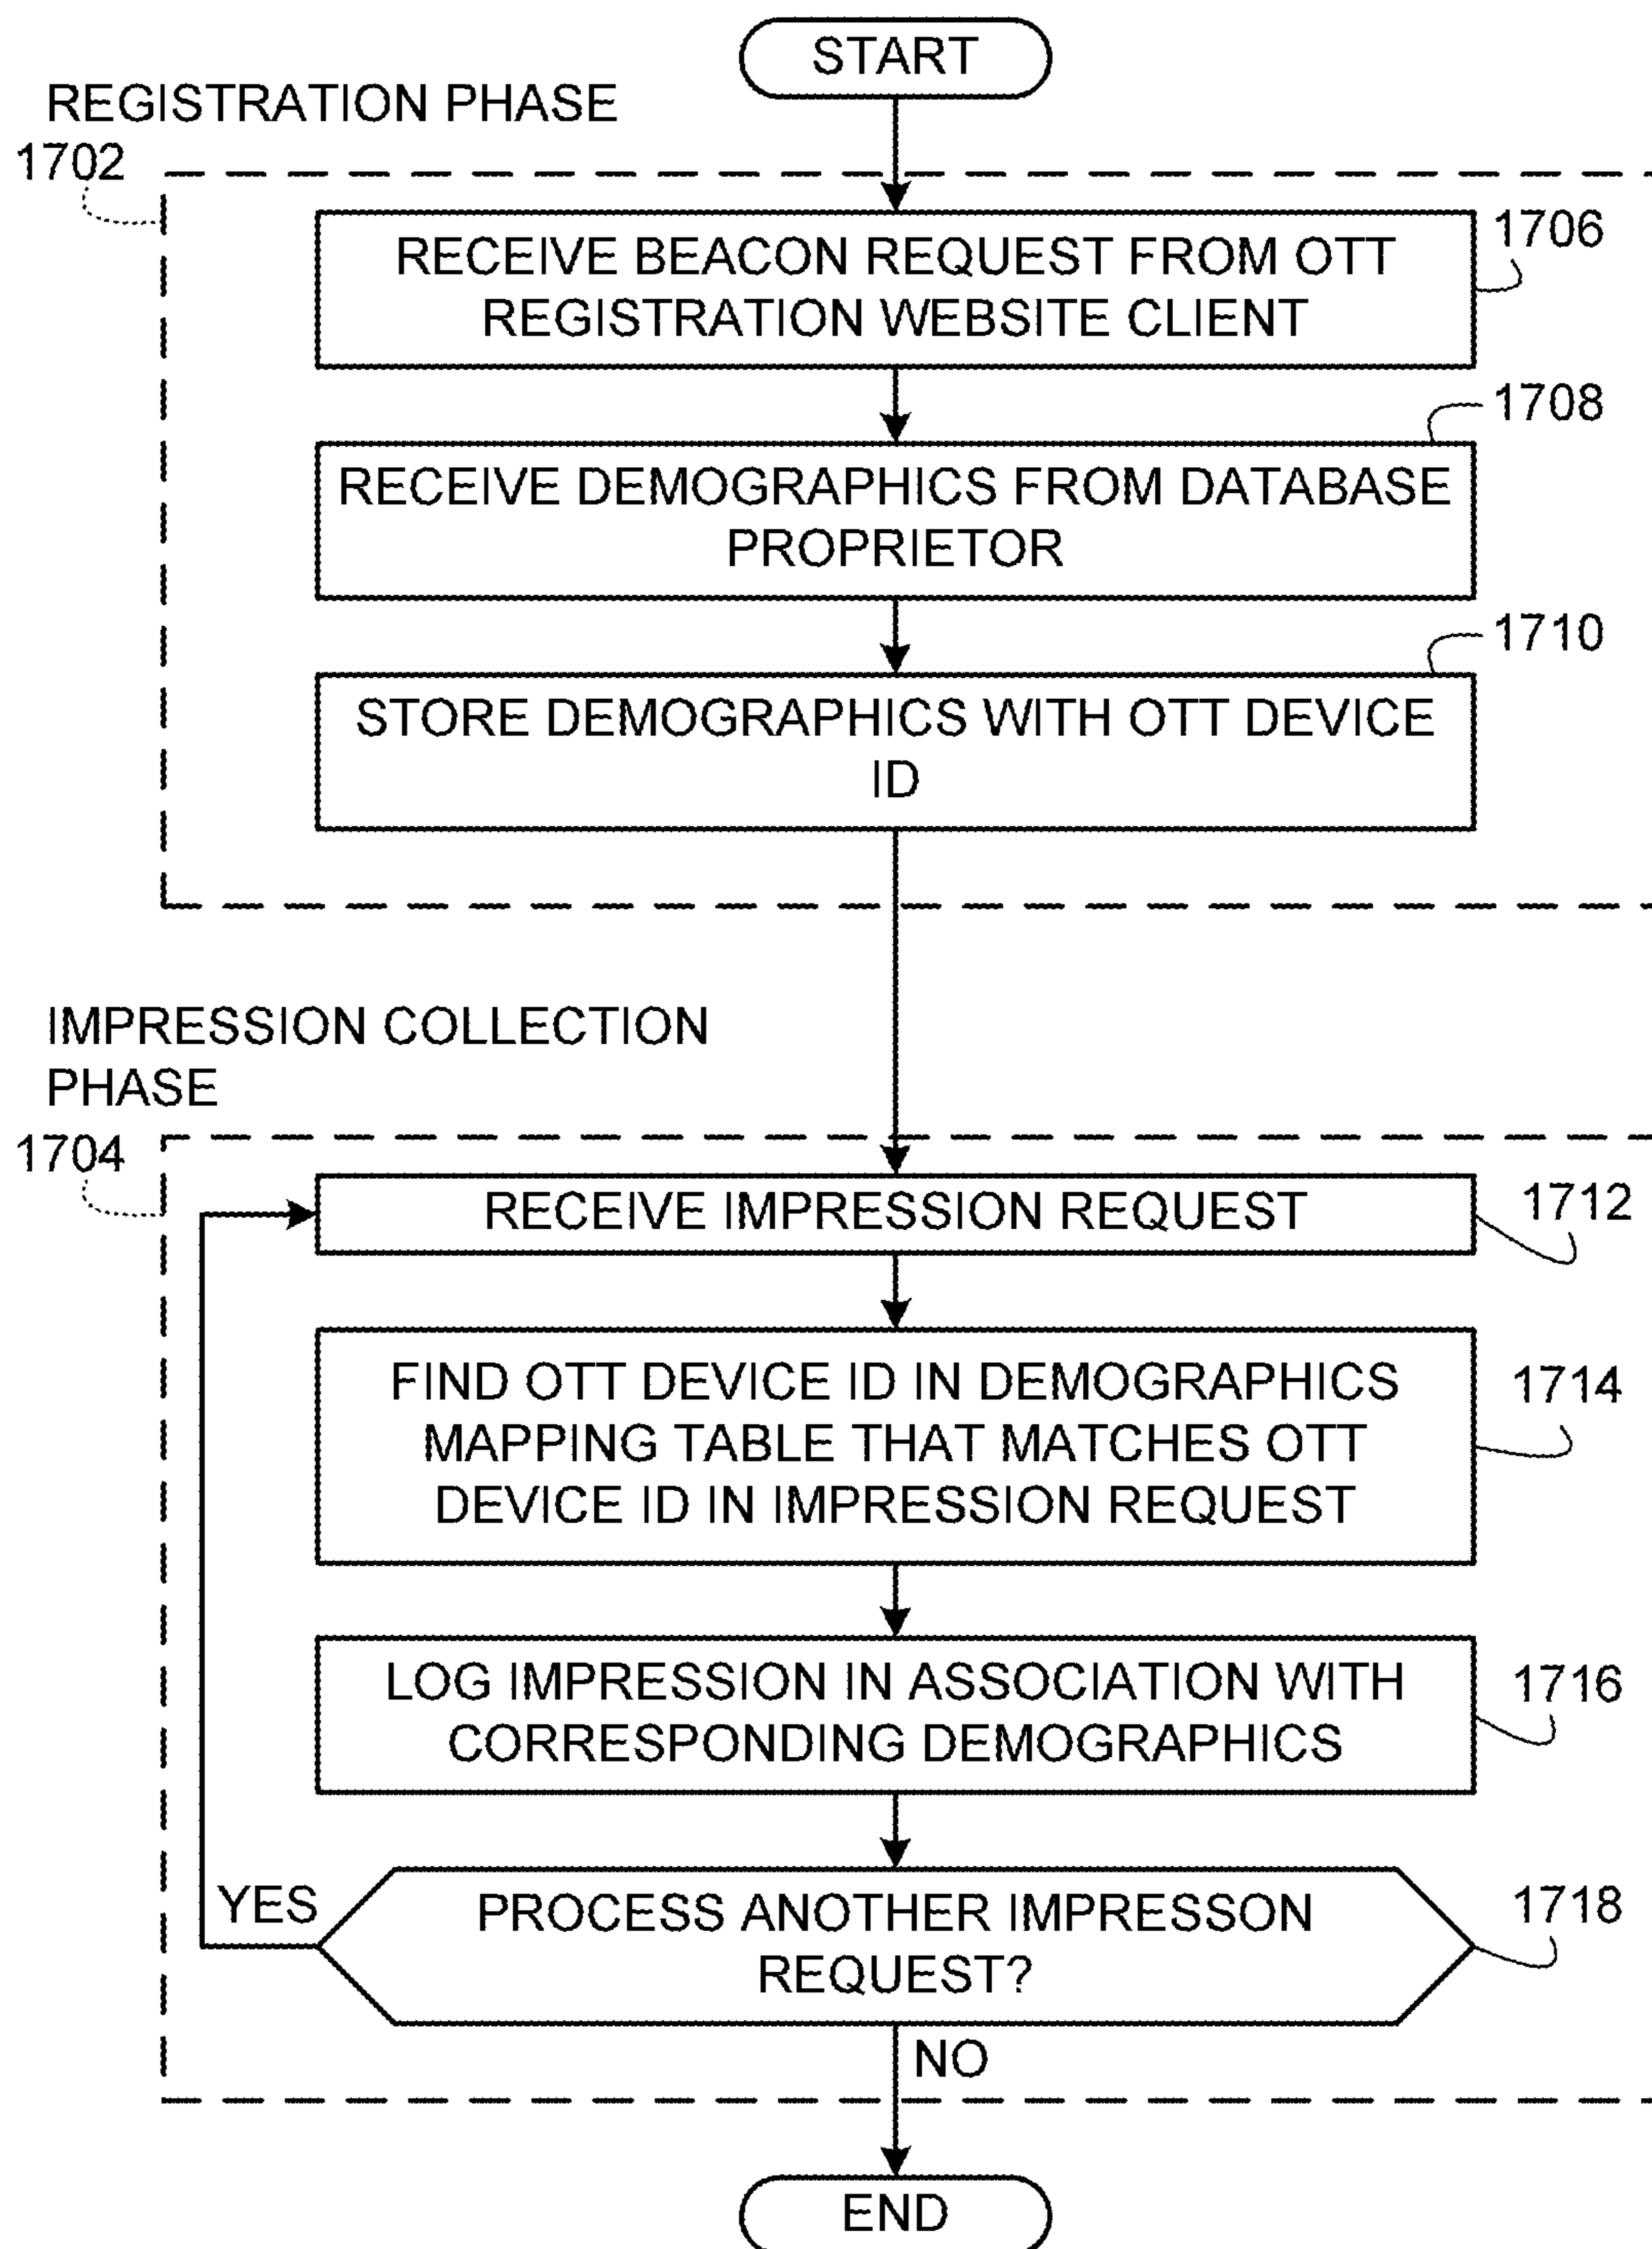 START
REGISTRATION PHASE
1702
RECEIVE BEACON REQUEST FROM OTT
REGISTRATION WEBSITE CLIENT
1706
1708
RECEIVE DEMOGRAPHICS FROM DATABASE
PROPRIETOR
1710
STORE DEMOGRAPHICS WITH OTT DEVICE
ID
IMPRESSION COLLECTION
PHASE
1704
RECEIVE IMPRESSION REQUEST
1712
FIND OTT DEVICE ID IN DEMOGRAPHICS
MAPPING TABLE THAT MATCHES OTT
DEVICE ID IN IMPRESSION REQUEST
1714
LOG IMPRESSION IN ASSOCIATION WITH
CORRESPONDING DEMOGRAPHICS
1716
YES
PROCESS ANOTHER IMPRESSON
REQUEST?
1718
NO
END